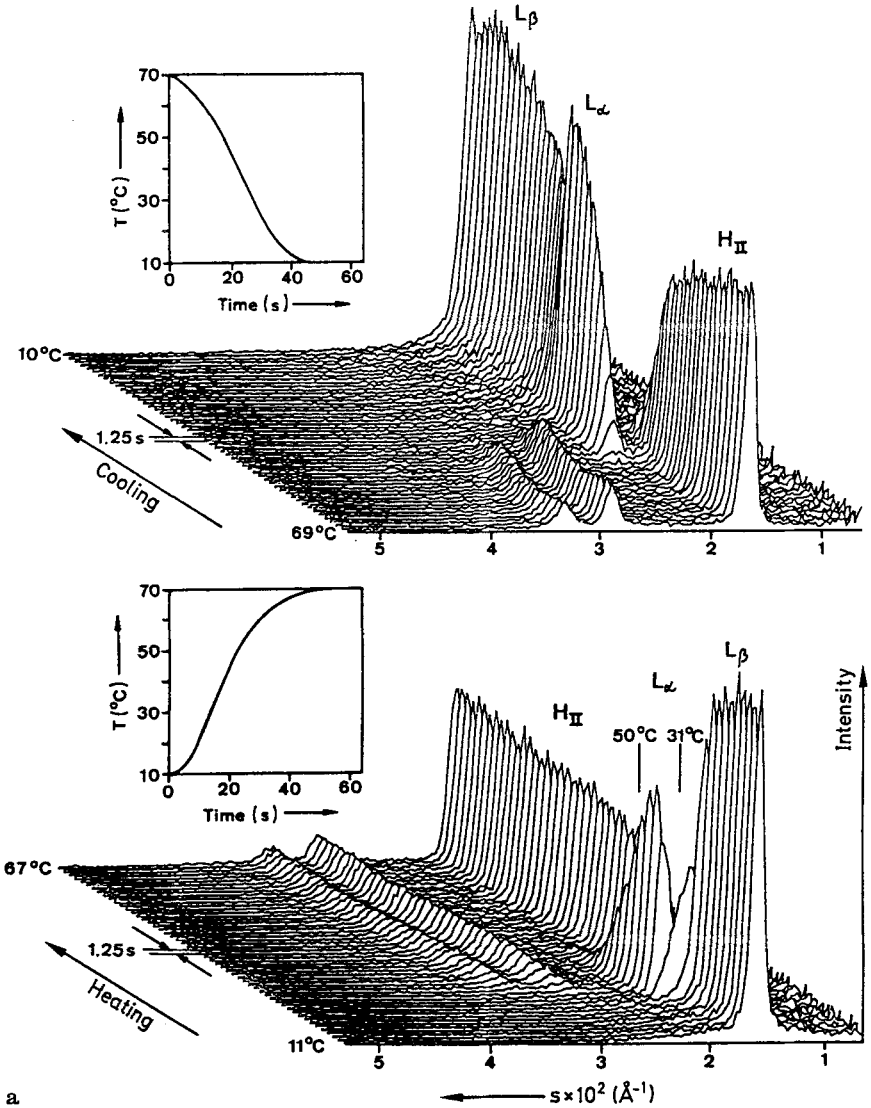 Lβ
Lα
HII
70
50
30
10
T (°C)
0 20 40 60
Time (s)
10°C
1.25 s
Cooling
69°C
5 4 3 2 1
70
50
30
10
T (°C)
0 20 40 60
Time (s)
HII
Lα
Lβ
50°C 31°C
Intensity
67°C
1.25 s
Heating
11°C
5 4 3 2 1
s×10² (Å⁻¹)
a